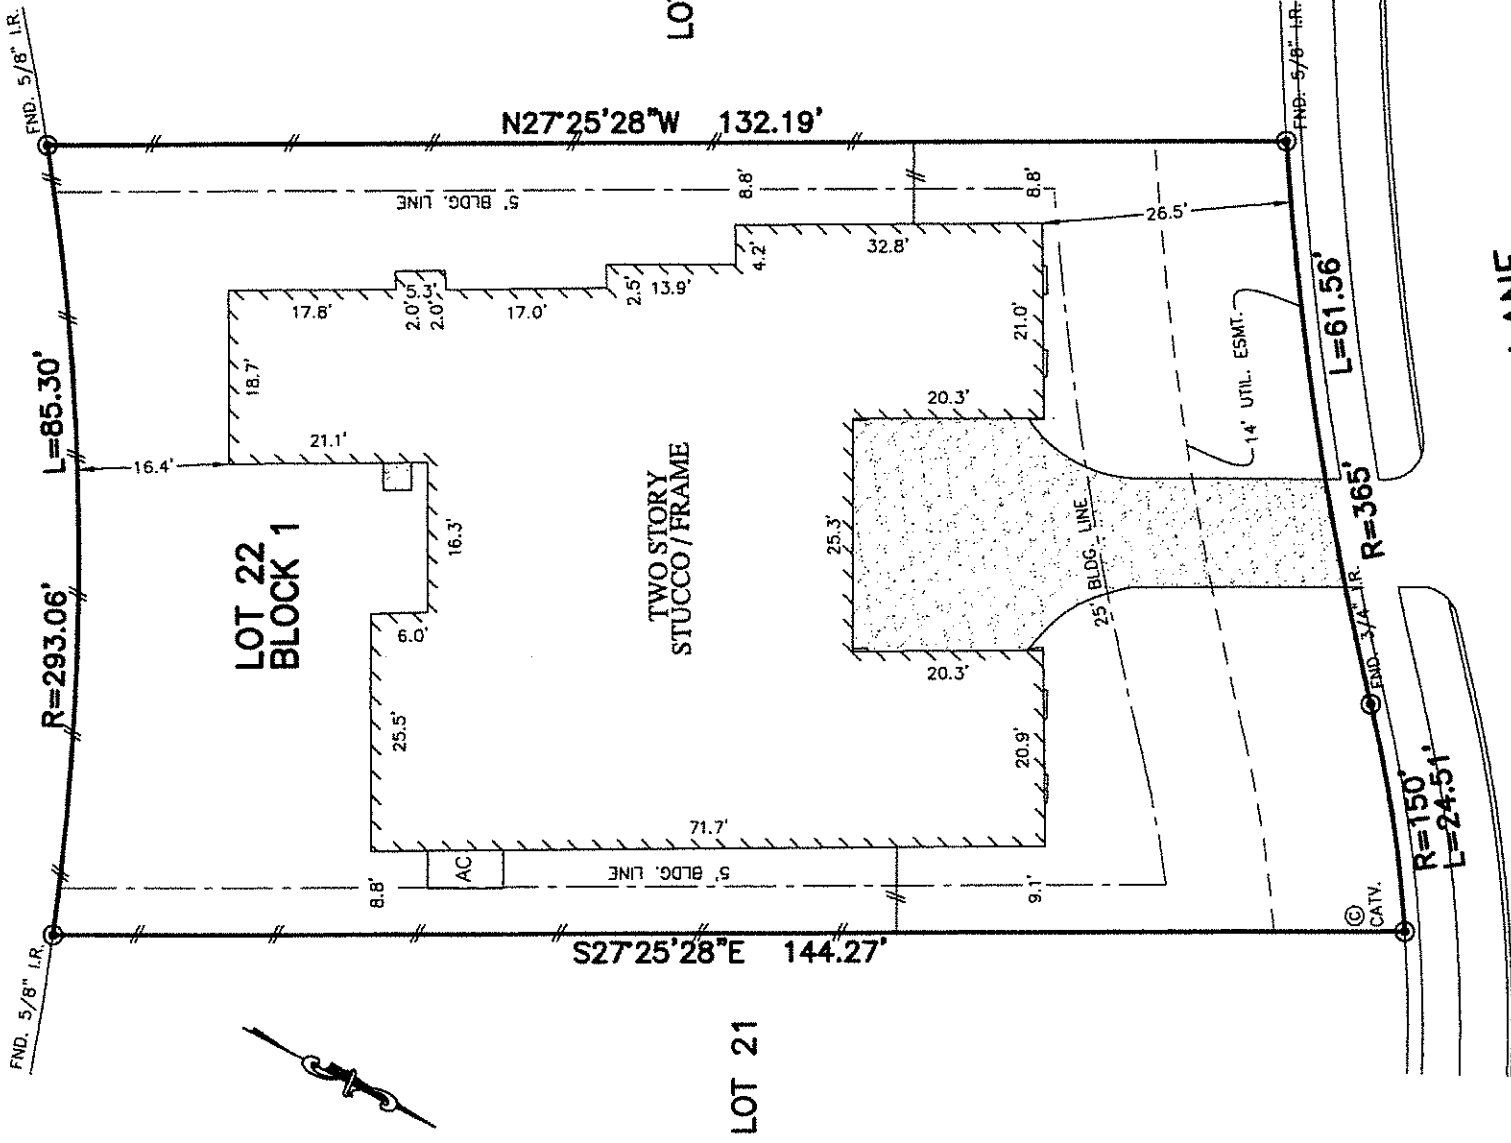 FND. 5/8" I.R.
LO
FND. 5/8" I.R.
N27°25'28"W 132.19'
5' BLDG. LINE
8.8'
8.8'
26.5'
32.8'
4.2'
13.9'
2.5'
17.0'
5.3'
2.0'
2.0'
17.8'
18.7'
21.1'
16.4'
L=85.30'
R=293.06'
LOT 22
BLOCK 1
16.3'
6.0'
25.5'
TWO STORY
STUCCO / FRAME
21.0'
20.3'
25.3'
20.3'
20.9'
71.7'
AC
5' BLDG. LINE
8.8'
9.1'
25' BLDG. LINE
14' UTIL. ESMT.
L=61.56'
R=365'
FND. 3/4" I.R.
R=150'
L=24.51'
© CATV.
S27°25'28"E 144.27'
FND. 5/8" I.R.
LOT 21
LANE